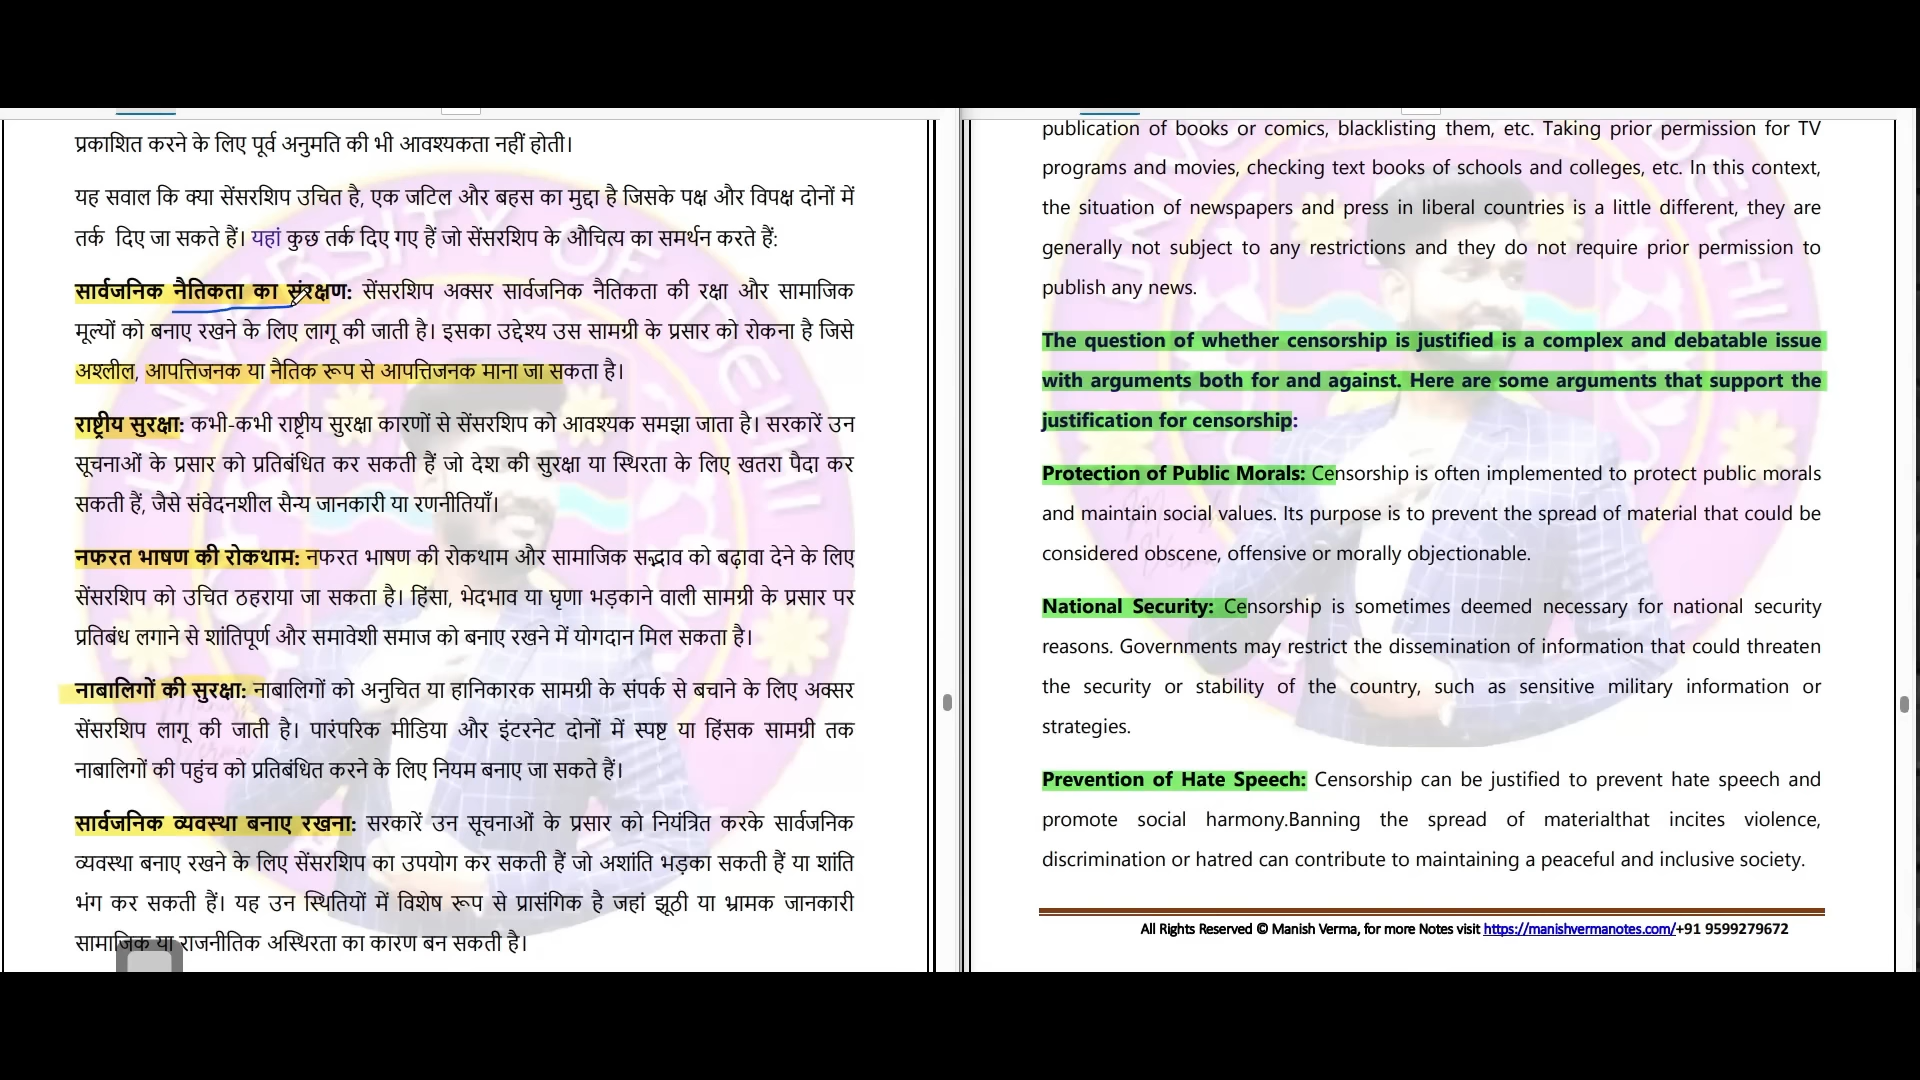 प्रकाशित करने के लिए पूर्व अनुमति की भी आवश्यकता नहीं होती।
यह सवाल कि क्या सेंसरशिप उचित है, एक जटिल और बहस का मुद्दा है जिसके पक्ष और विपक्ष दोनों में
तर्क दिए जा सकते हैं। यहां कुछ तर्क दिए गए हैं जो सेंसरशिप के औचित्य का समर्थन करते हैं:
सार्वजनिक नैतिकता का संरक्षण: सेंसरशिप अक्सर सार्वजनिक नैतिकता की रक्षा और सामाजिक
मूल्यों को बनाए रखने के लिए लागू की जाती है। इसका उद्देश्य उस सामग्री के प्रसार को रोकना है जिसे
अश्लील, आपत्तिजनक या नैतिक रूप से आपत्तिजनक माना जा सकता है।
राष्ट्रीय सुरक्षा: कभी-कभी राष्ट्रीय सुरक्षा कारणों से सेंसरशिप को आवश्यक समझा जाता है। सरकारें उन
सूचनाओं के प्रसार को प्रतिबंधित कर सकती हैं जो देश की सुरक्षा या स्थिरता के लिए खतरा पैदा कर
सकती हैं, जैसे संवेदनशील सैन्य जानकारी या रणनीतियाँ।
नफरत भाषण की रोकथाम: नफरत भाषण की रोकथाम और सामाजिक सद्भाव को बढ़ावा देने के लिए
सेंसरशिप को उचित ठहराया जा सकता है। हिंसा, भेदभाव या घृणा भड़काने वाली सामग्री के प्रसार पर
प्रतिबंध लगाने से शांतिपूर्ण और समावेशी समाज को बनाए रखने में योगदान मिल सकता है।
नाबालिगों की सुरक्षा: नाबालिगों को अनुचित या हानिकारक सामग्री के संपर्क से बचाने के लिए अक्सर
सेंसरशिप लागू की जाती है। पारंपरिक मीडिया और इंटरनेट दोनों में स्पष्ट या हिंसक सामग्री तक
नाबालिगों की पहुंच को प्रतिबंधित करने के लिए नियम बनाए जा सकते हैं।
सार्वजनिक व्यवस्था बनाए रखना: सरकारें उन सूचनाओं के प्रसार को नियंत्रित करके सार्वजनिक
व्यवस्था बनाए रखने के लिए सेंसरशिप का उपयोग कर सकती हैं जो अशांति भड़का सकती हैं या शांति
भंग कर सकती हैं। यह उन स्थितियों में विशेष रूप से प्रासंगिक है जहां झूठी या भ्रामक जानकारी
सामाजिक या राजनीतिक अस्थिरता का कारण बन सकती है।
publication of books or comics, blacklisting them, etc. Taking prior permission for TV
programs and movies, checking text books of schools and colleges, etc. In this context,
the situation of newspapers and press in liberal countries is a little different, they are
generally not subject to any restrictions and they do not require prior permission to
publish any news.
The question of whether censorship is justified is a complex and debatable issue
with arguments both for and against. Here are some arguments that support the
justification for censorship:
Protection of Public Morals: Censorship is often implemented to protect public morals
and maintain social values. Its purpose is to prevent the spread of material that could be
considered obscene, offensive or morally objectionable.
National Security: Censorship is sometimes deemed necessary for national security
reasons. Governments may restrict the dissemination of information that could threaten
the security or stability of the country, such as sensitive military information or
strategies.
Prevention of Hate Speech: Censorship can be justified to prevent hate speech and
promote social harmony.Banning the spread of materialthat incites violence,
discrimination or hatred can contribute to maintaining a peaceful and inclusive society.
All Rights Reserved © Manish Verma, for more Notes visit https://manishvermanotes.com/+91 9599279672
UNIVERSITY OF DELHI